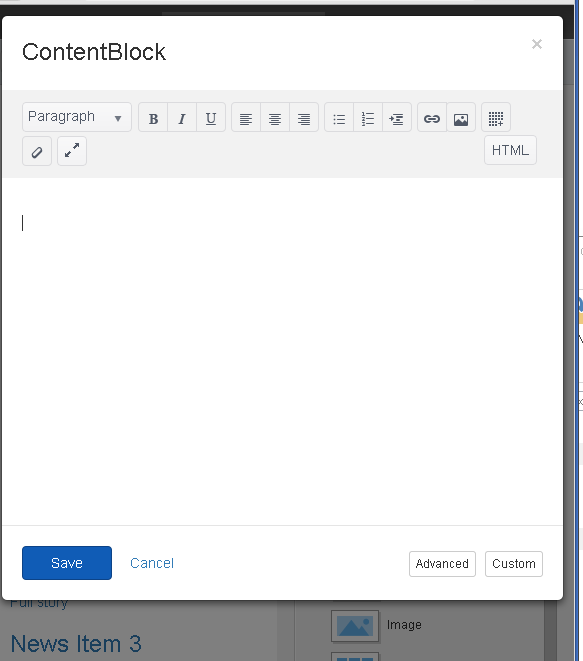 ContentBlock
×
Paragraph
B I U
HTML
Save Cancel Advanced Custom
Full story
Image
News Item 3